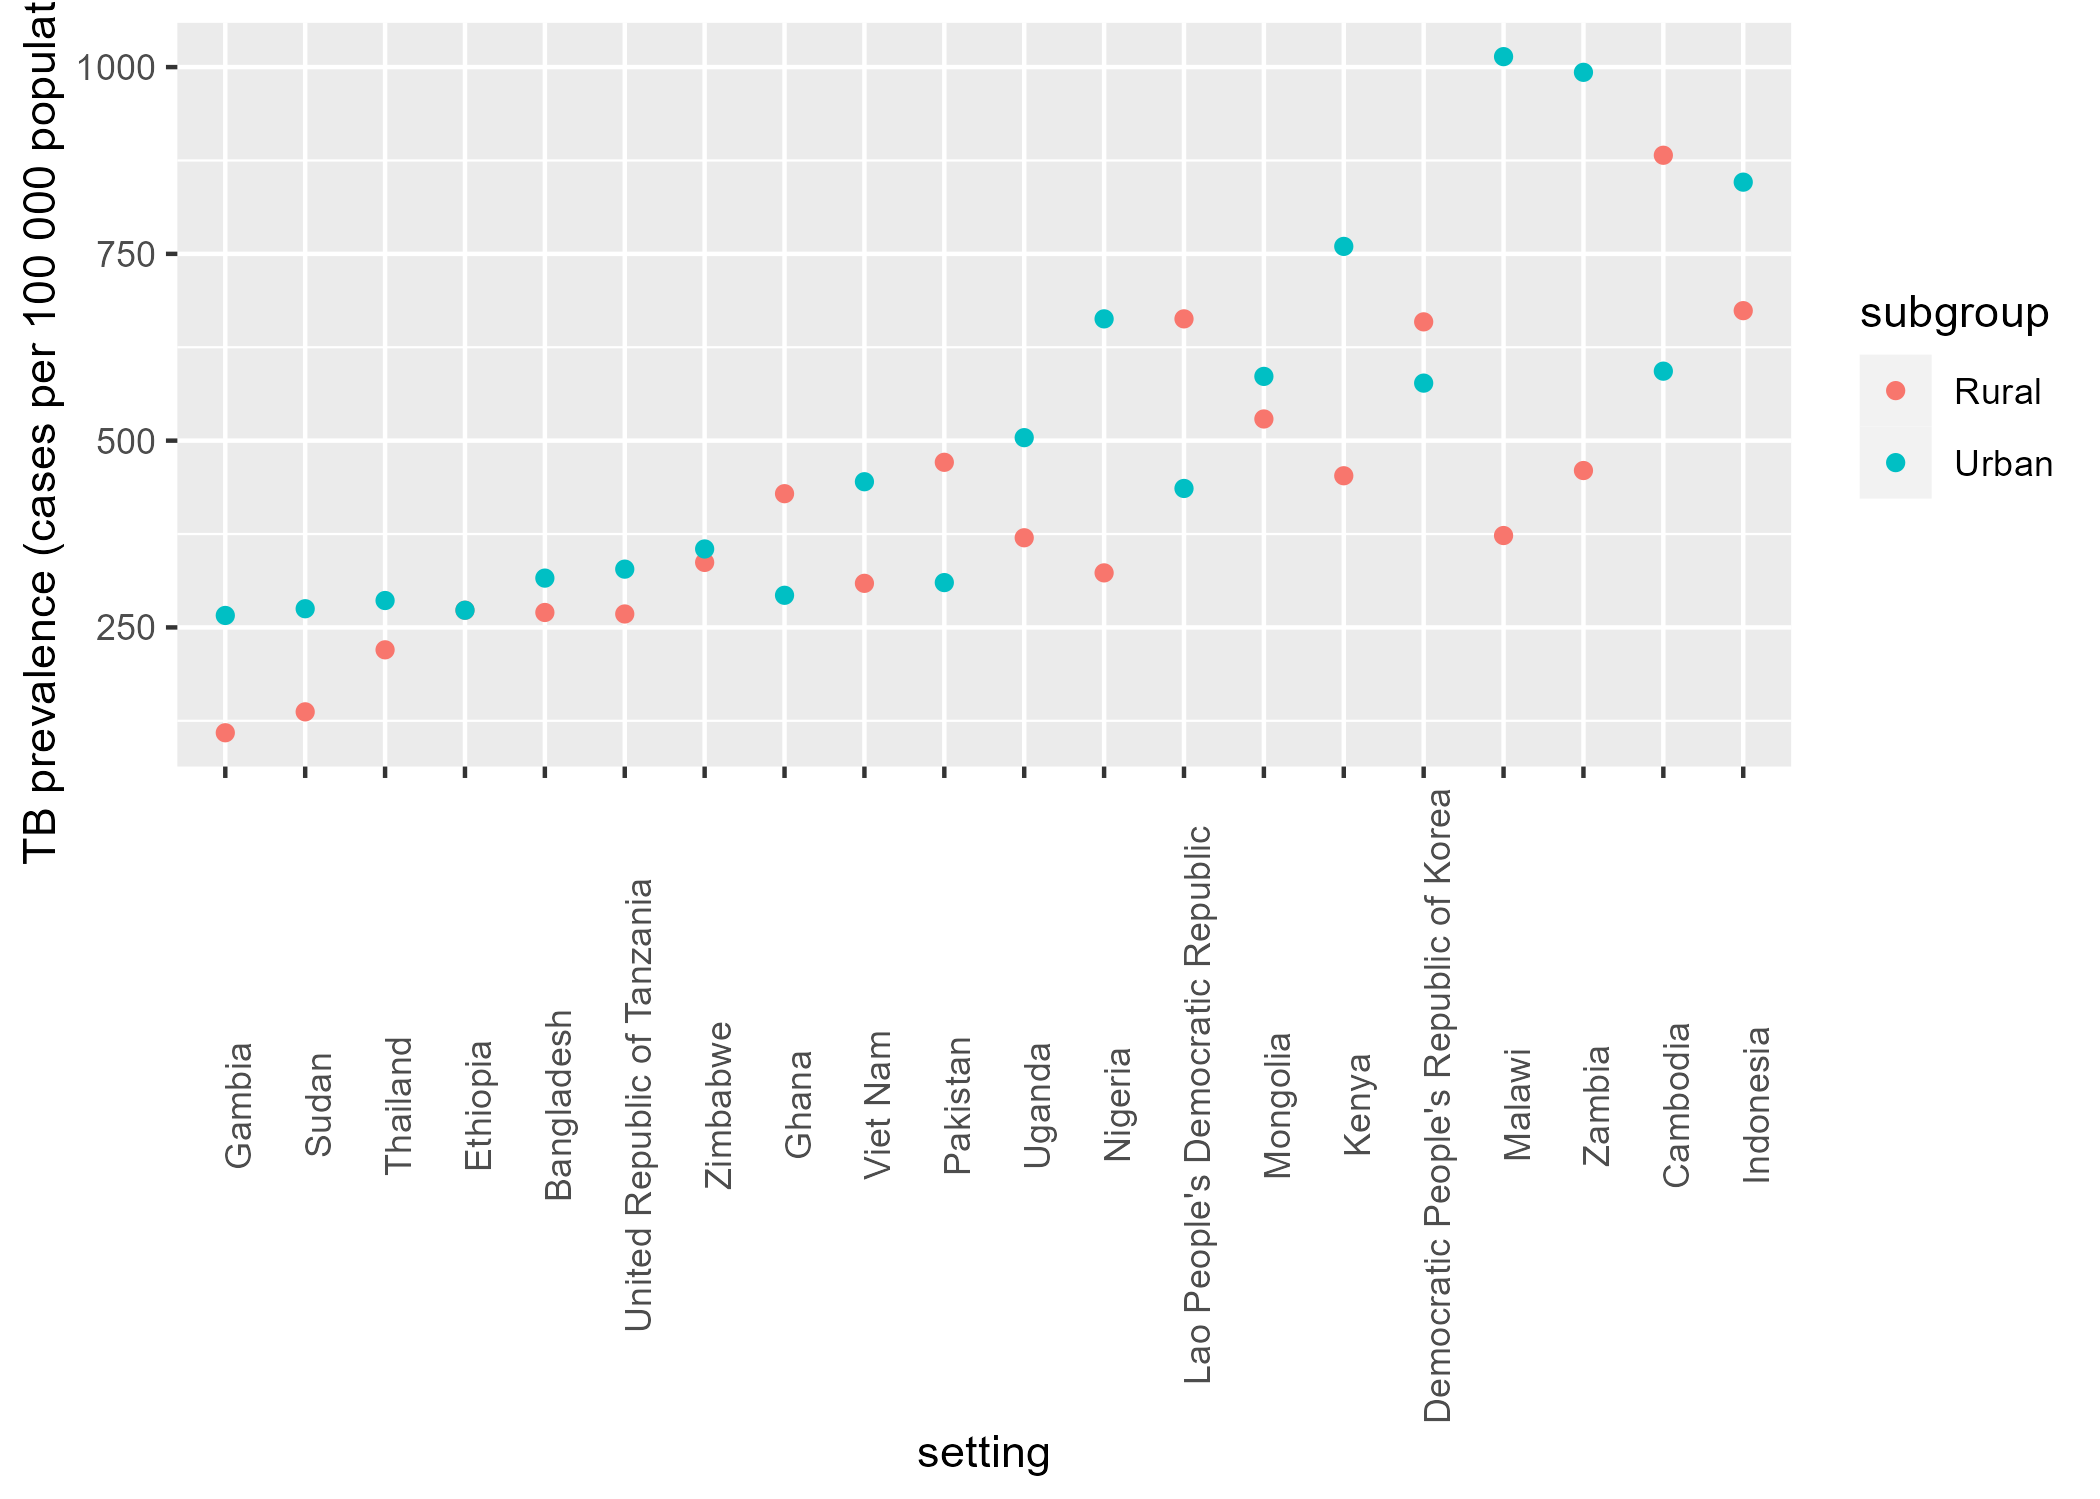 TB prevalence (cases per 100 000 populat
1000
750
500
250
Gambia
Sudan
Thailand
Ethiopia
Bangladesh
United Republic of Tanzania
Zimbabwe
Ghana
Viet Nam
Pakistan
Uganda
Nigeria
Lao People's Democratic Republic
Mongolia
Kenya
Democratic People's Republic of Korea
Malawi
Zambia
Cambodia
Indonesia
setting
subgroup
Rural
Urban